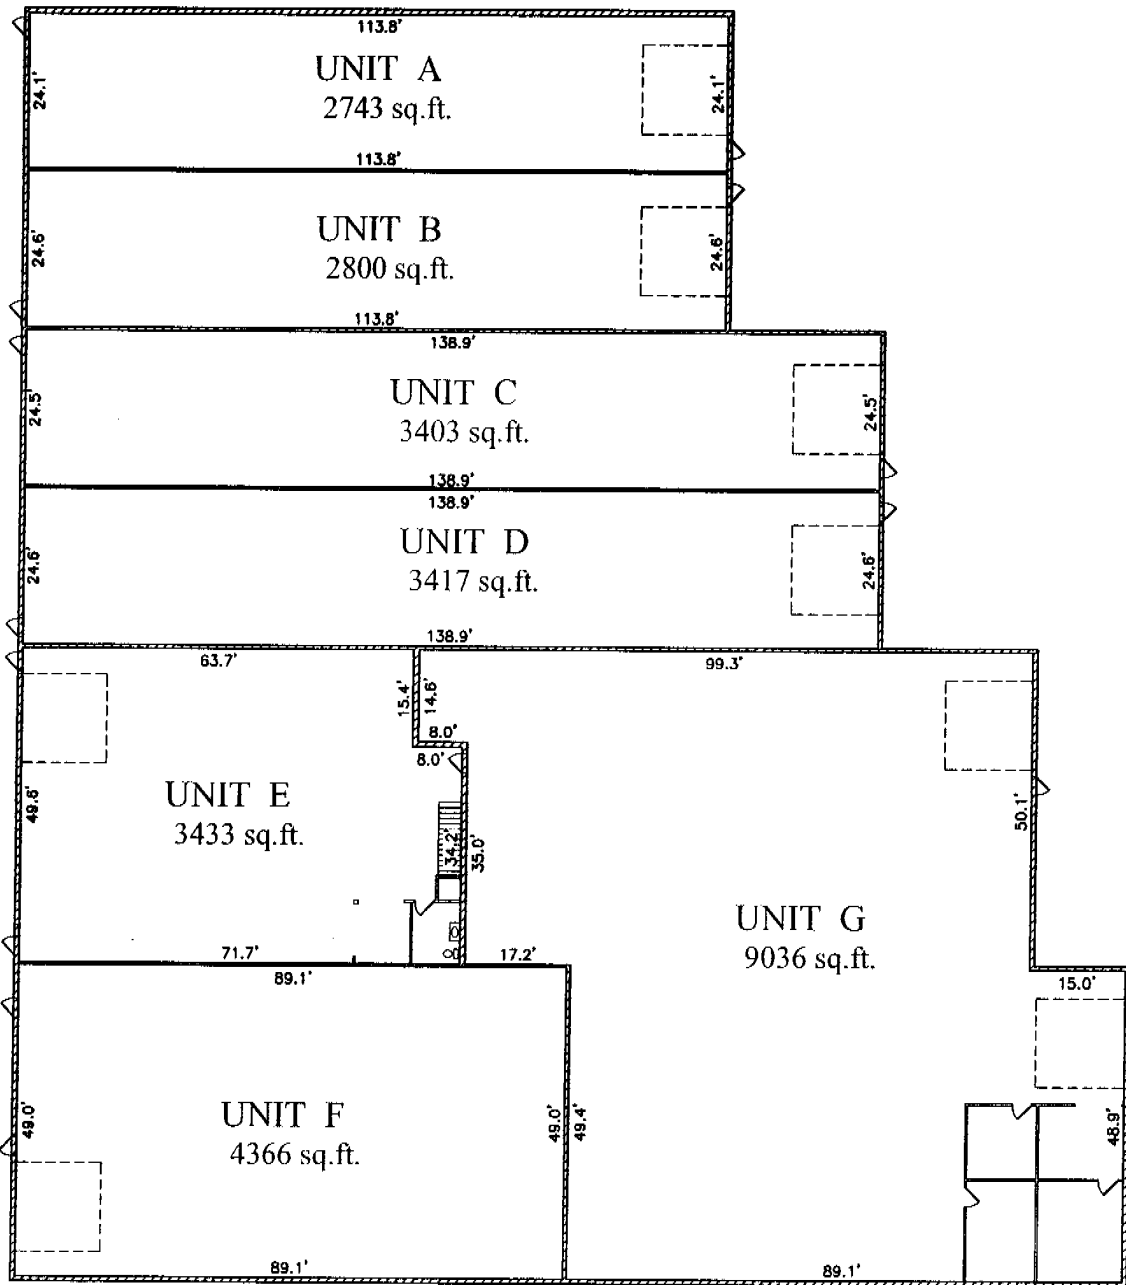 113.8'
UNIT A
2743 sq.ft.
24.1'
24.1'
113.8'
UNIT B
2800 sq.ft.
24.6'
24.6'
113.8'
138.9'
UNIT C
3403 sq.ft.
24.5'
24.5'
138.9'
138.9'
UNIT D
3417 sq.ft.
24.6'
24.6'
138.9'
63.7'
99.3'
15.4'
14.6'
8.0'
8.0'
UNIT E
3433 sq.ft.
49.6'
34.2'
35.0'
50.1'
UNIT G
9036 sq.ft.
71.7'
17.2'
89.1'
15.0'
UNIT F
4366 sq.ft.
49.0'
49.0'
49.4'
48.9'
89.1'
89.1'